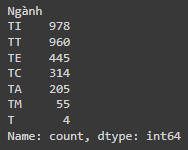 Ngành
TI 978
TT 960
TE 445
TC 314
TA 205
TM 55
T 4
Name: count, dtype: int64